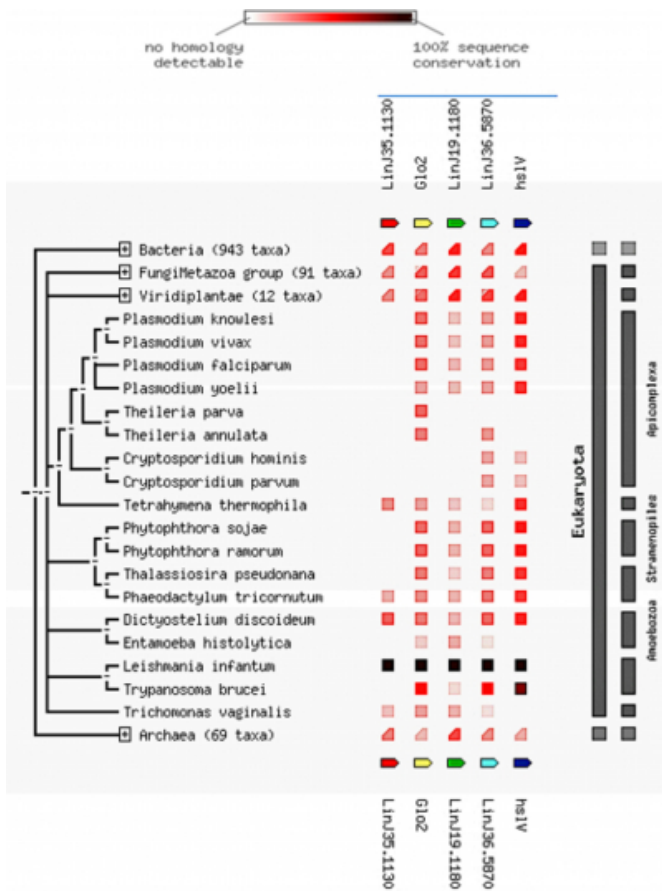 no homology detectable
100% sequence conservation
LinJ35.1130
Glo2
LinJ19.1180
LinJ36.5870
hslV
Bacteria (943 taxa)
FungiMetazoa group (91 taxa)
Viridiplantae (12 taxa)
Plasmodium knowlesi
Plasmodium vivax
Plasmodium falciparum
Plasmodium yoelii
Theileria parva
Theileria annulata
Cryptosporidium hominis
Cryptosporidium parvum
Tetrahymena thermophila
Phytophthora sojae
Phytophthora ramorum
Thalassiosira pseudonana
Phaeodactylum tricornutum
Dictyostelium discoideum
Entamoeba histolytica
Leishmania infantum
Trypanosoma brucei
Trichomonas vaginalis
Archaea (69 taxa)
Eukaryota
Apicomplexa
Stramenopiles
Amoebozoa
LinJ35.1130
Glo2
LinJ19.1180
LinJ36.5870
hslV